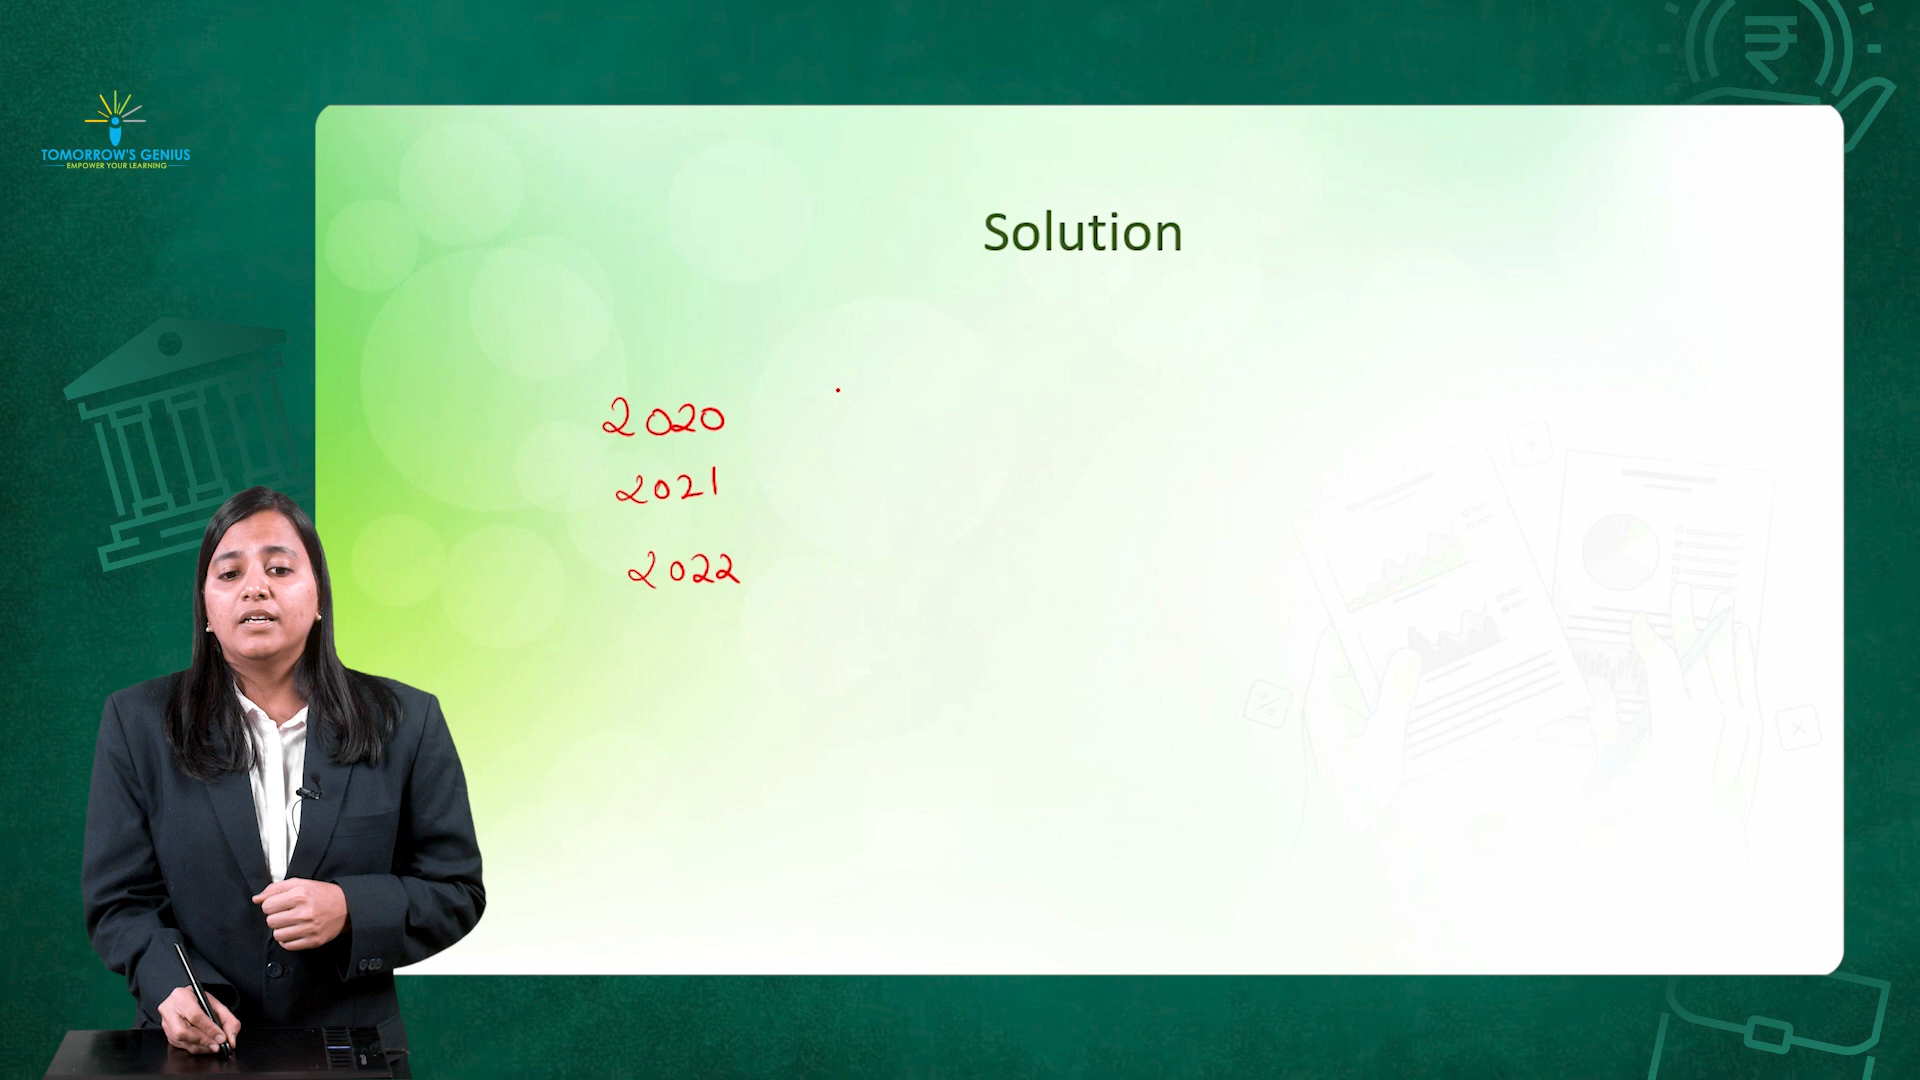 TOMORROW'S GENIUS
EMPOWER YOUR LEARNING
₹
Solution
2020
2021
2022